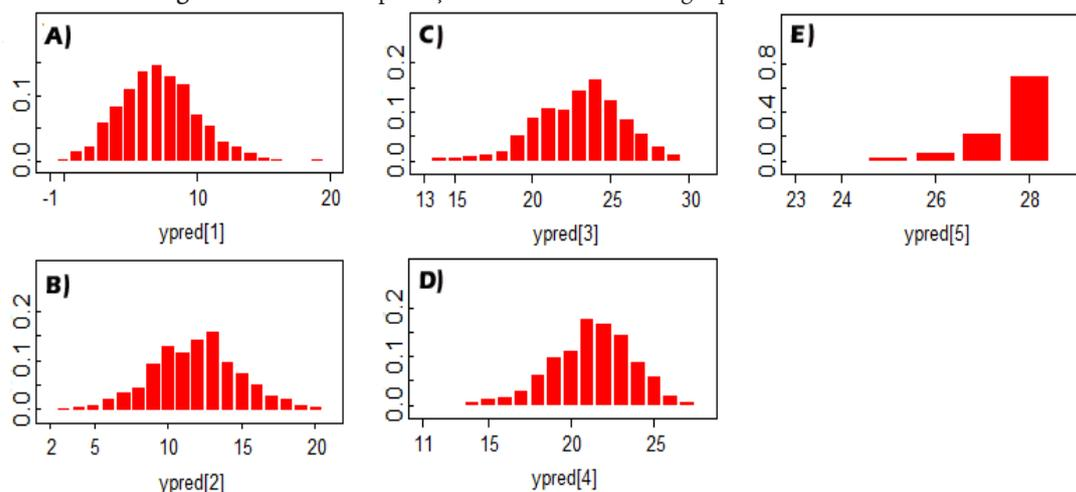 A)
0.0 0.1
-1 10 20
ypred[1]
C)
0.0 0.1 0.2
13 15 20 25 30
ypred[3]
E)
0.0 0.4 0.8
23 24 26 28
ypred[5]
B)
0.0 0.1 0.2
2 5 10 15 20
ypred[2]
D)
0.0 0.1 0.2
11 15 20 25
ypred[4]